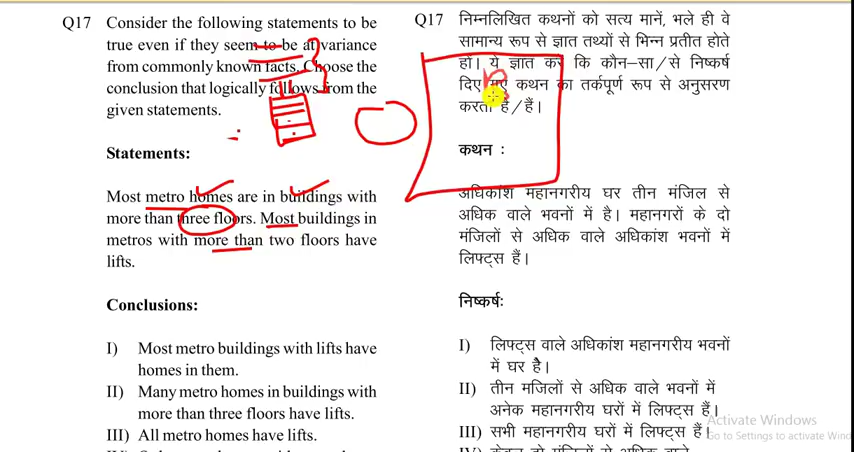 Q17 Consider the following statements to be
true even if they seem to be at variance
from commonly known facts. Choose the
conclusion that logically follows from the
given statements.
Statements:
Most metro homes are in buildings with
more than three floors. Most buildings in
metros with more than two floors have
lifts.
Conclusions:
I) Most metro buildings with lifts have
homes in them.
II) Many metro homes in buildings with
more than three floors have lifts.
III) All metro homes have lifts.
Q17 निम्नलिखित कथनों को सत्य मानें, भले ही वे
सामान्य रूप से ज्ञात तथ्यों से भिन्न प्रतीत होते
हों। ये ज्ञात करें कि कौन–सा/से निष्कर्ष
दिए गए कथन का तर्कपूर्ण रूप से अनुसरण
करता है/हैं।
कथन :
अधिकांश महानगरीय घर तीन मंजिल से
अधिक वाले भवनों में है। महानगरों के दो
मंजिलों से अधिक वाले अधिकांश भवनों में
लिफ्ट्स हैं।
निष्कर्षः
I) लिफ्ट्स वाले अधिकांश महानगरीय भवनों
में घर हैं।
II) तीन मजिलों से अधिक वाले भवनों में
अनेक महानगरीय घरों में लिफ्ट्स हैं।
III) सभी महानगरीय घरों में लिफ्ट्स हैं।
Activate Windows
Go to Settings to activate Wind